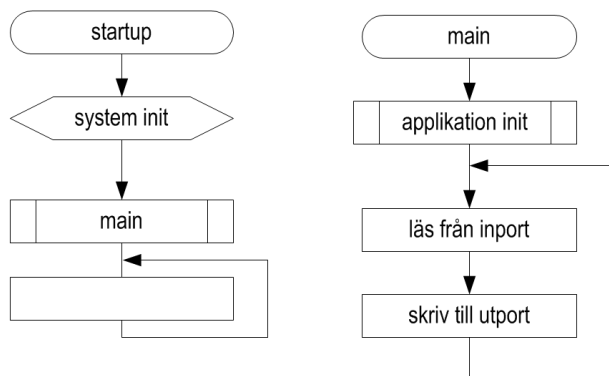 startup
system init
main
main
applikation init
läs från inport
skriv till utport